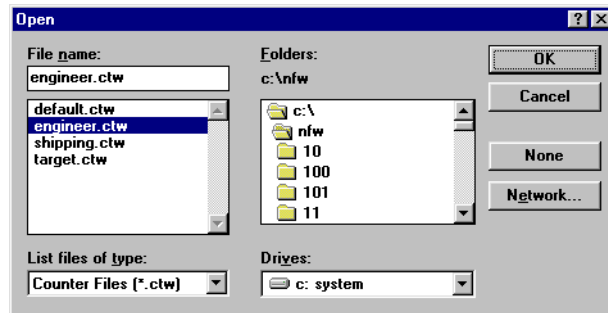 Open
File name:
engineer.ctw
default.ctw
engineer.ctw
shipping.ctw
target.ctw
List files of type:
Counter Files (*.ctw)
Folders:
c:\nfw
c:\
nfw
10
100
101
11
Drives:
c: system
OK
Cancel
None
Network...